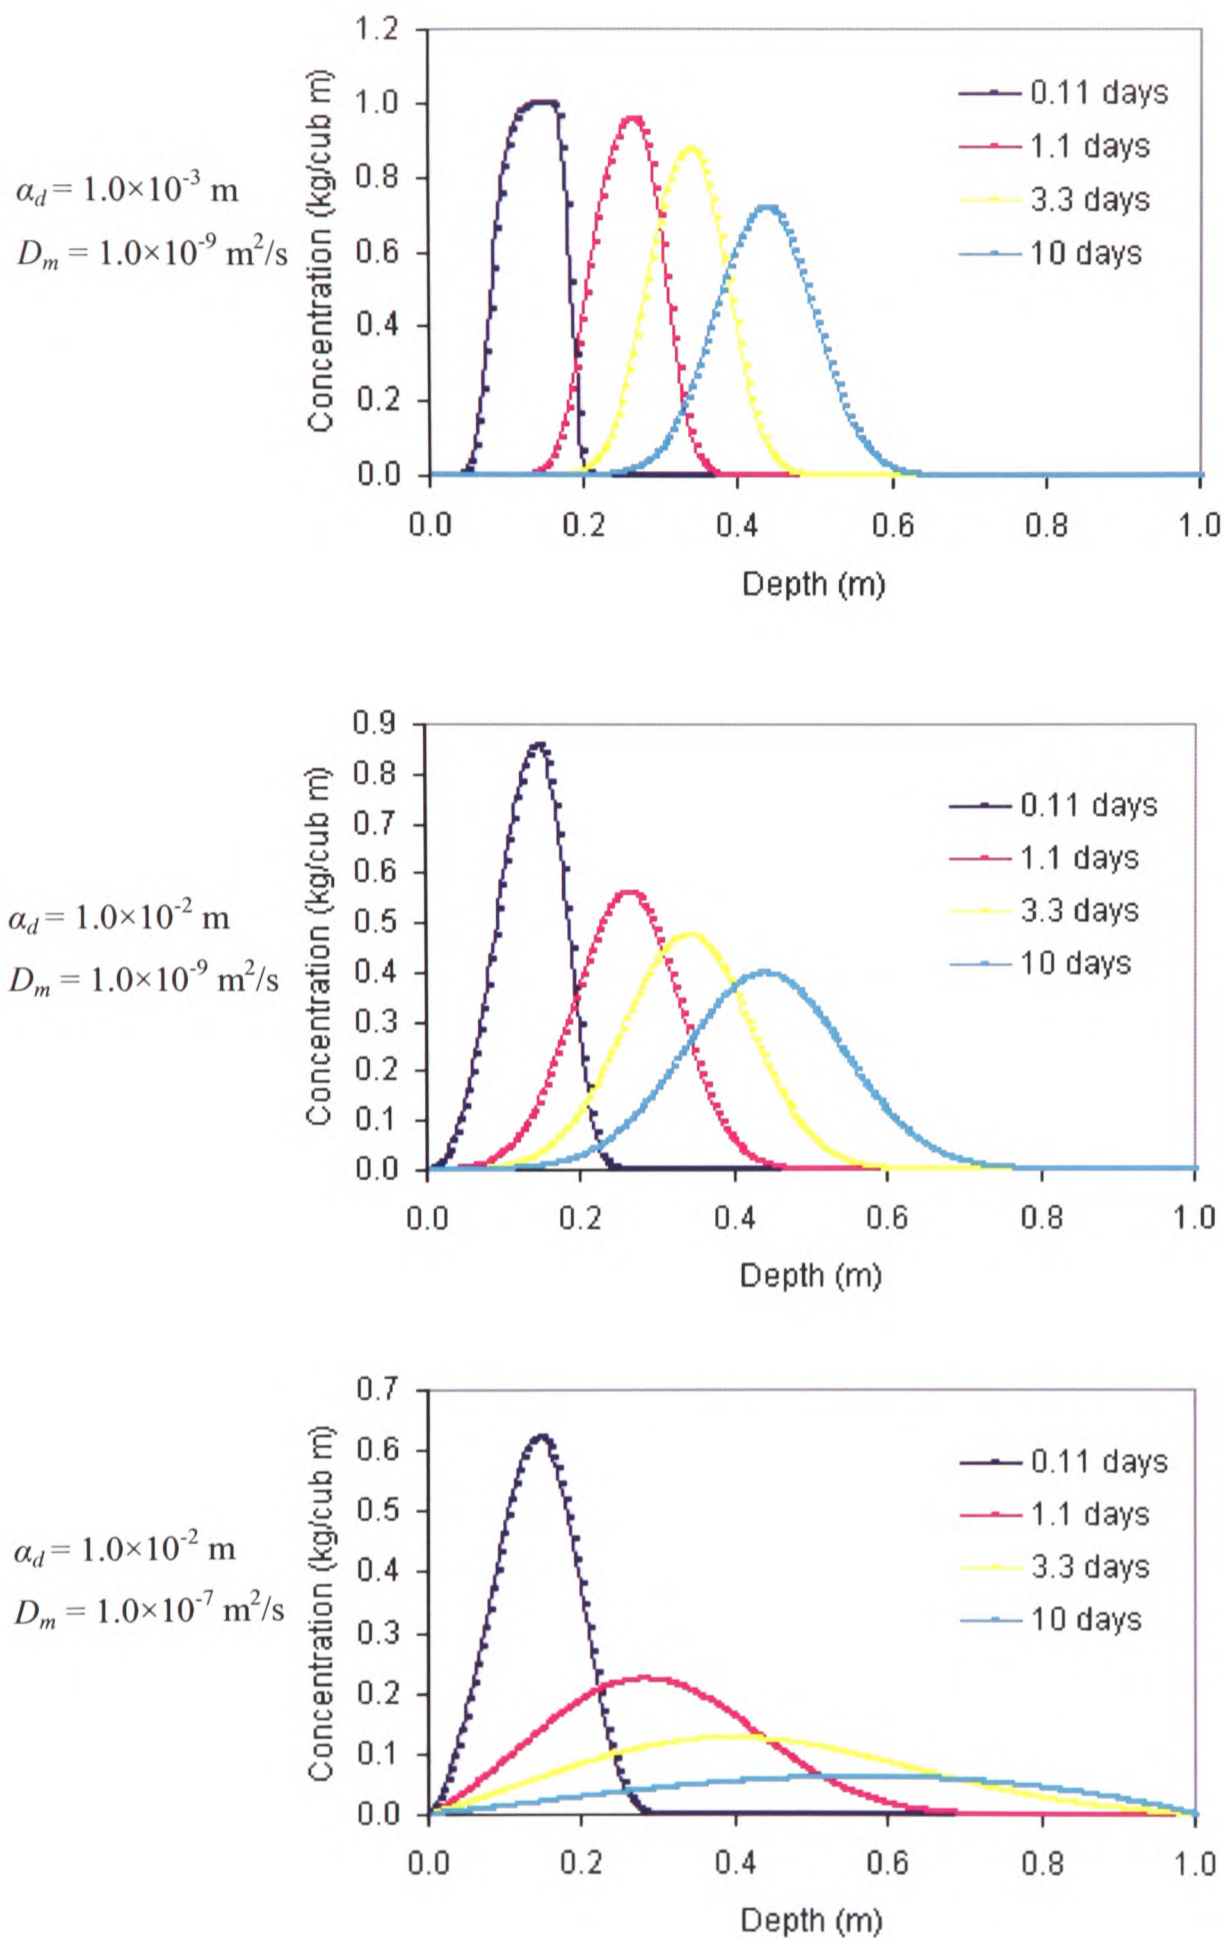 α_d = 1.0×10⁻³ m
D_m = 1.0×10⁻⁹ m²/s
Concentration (kg/cub m)
1.2
1.0
0.8
0.6
0.4
0.2
0.0
0.0 0.2 0.4 0.6 0.8 1.0
Depth (m)
0.11 days
1.1 days
3.3 days
10 days
α_d = 1.0×10⁻² m
D_m = 1.0×10⁻⁹ m²/s
Concentration (kg/cub m)
0.9
0.8
0.7
0.6
0.5
0.4
0.3
0.2
0.1
0.0
0.0 0.2 0.4 0.6 0.8 1.0
Depth (m)
0.11 days
1.1 days
3.3 days
10 days
α_d = 1.0×10⁻² m
D_m = 1.0×10⁻⁷ m²/s
Concentration (kg/cub m)
0.7
0.6
0.5
0.4
0.3
0.2
0.1
0.0
0.0 0.2 0.4 0.6 0.8 1.0
Depth (m)
0.11 days
1.1 days
3.3 days
10 days